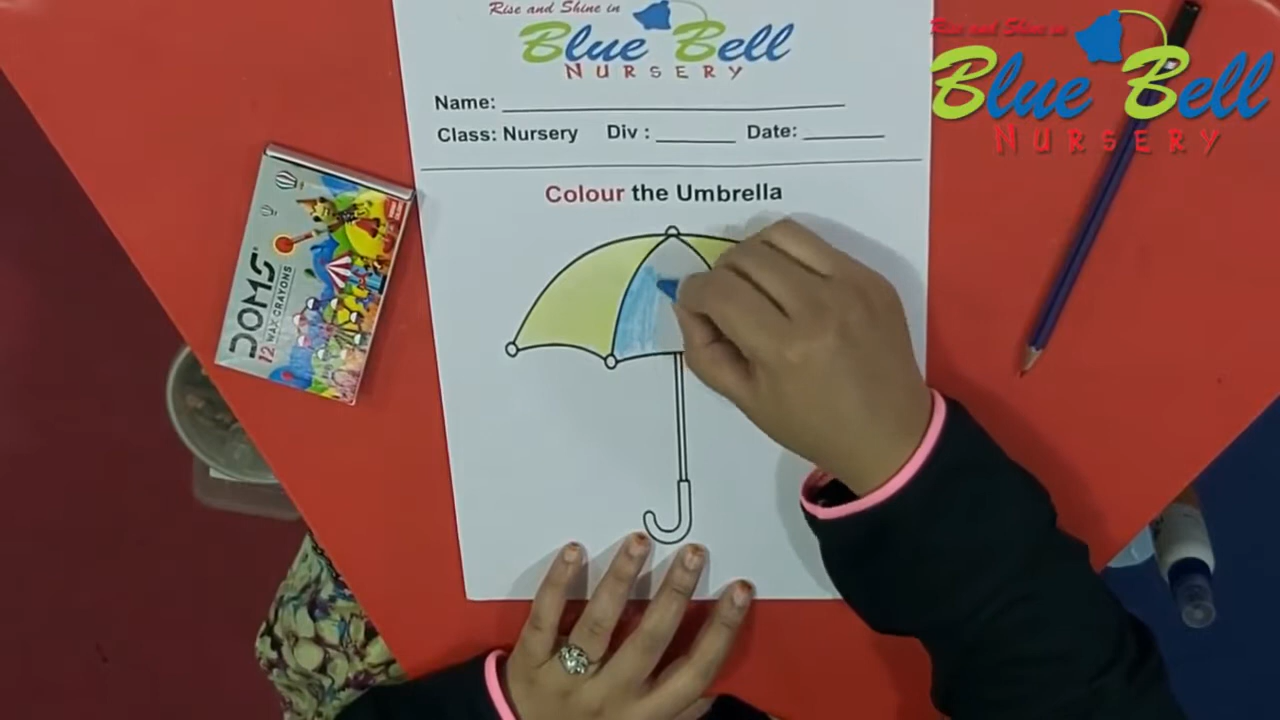 Rise and Shine in
Blue Bell
NURSERY
Name:
Class: Nursery Div : Date:
Colour the Umbrella
DOMS
12 WAX CRAYONS
Rise and Shine in
Blue Bell
NURSERY